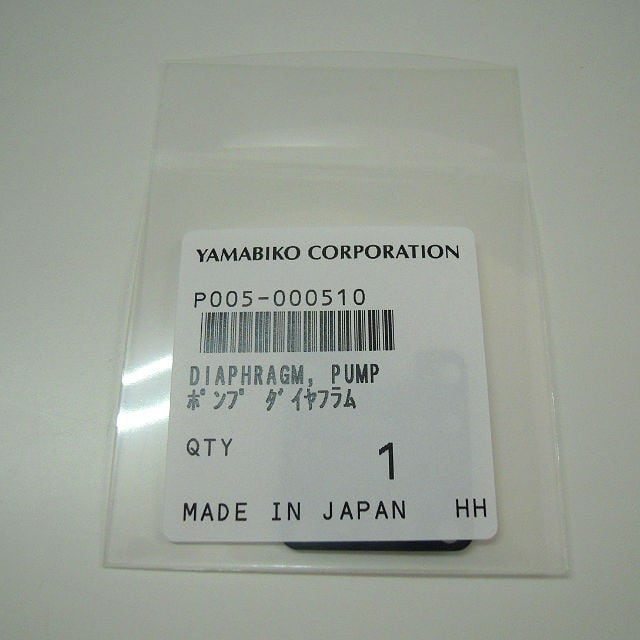 YAMABIKO CORPORATION
P005-000510
DIAPHRAGM, PUMP
ﾎﾟﾝﾌﾟ ﾀﾞｲﾔﾌﾗﾑ
QTY 1
MADE IN JAPAN HH